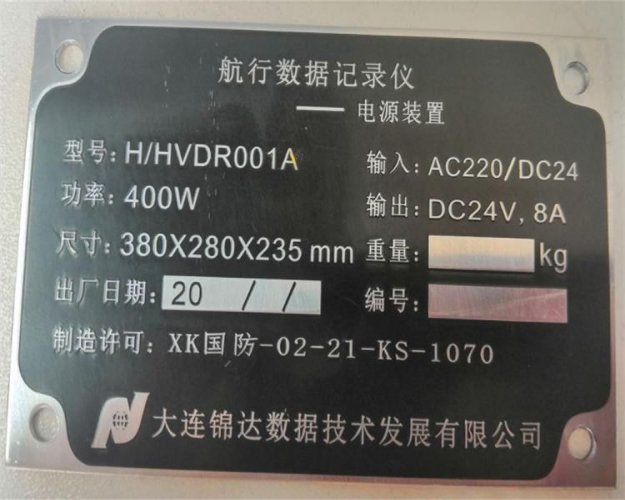 航行数据记录仪
—— 电源装置
型号: H/HVDR001A 输入: AC220/DC24
功率: 400W 输出: DC24V, 8A
尺寸: 380X280X235 mm 重量: kg
出厂日期: 20 / / 编号:
制造许可: XK国防-02-21-KS-1070
大连锦达数据技术发展有限公司